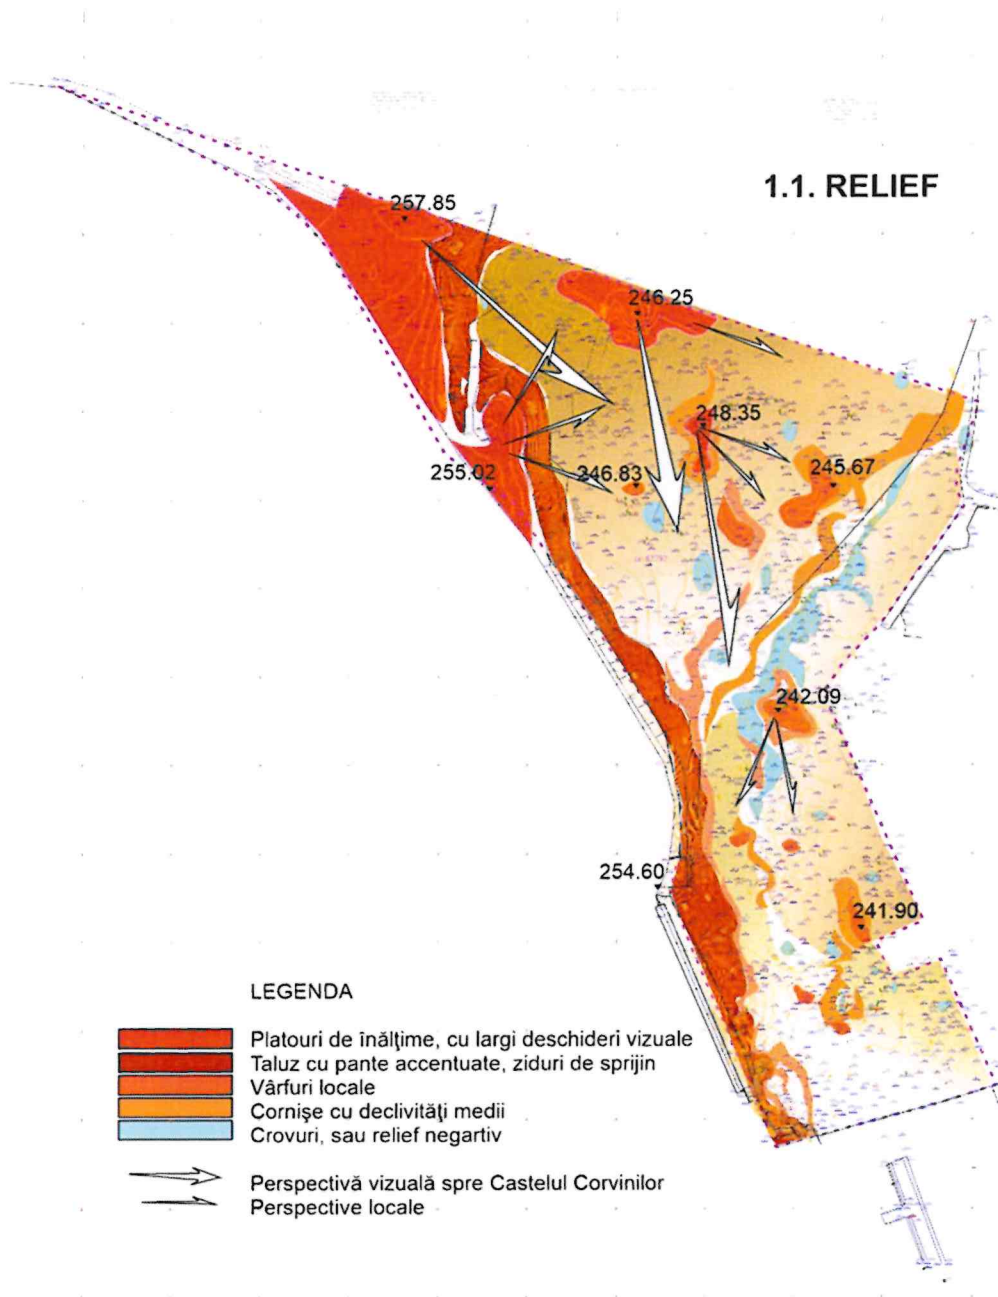 1.1. RELIEF
257.85
246.25
248.35
255.02
246.83
245.67
242.09
254.60
241.90
LEGENDA
Platouri de înălţime, cu largi deschideri vizuale
Taluz cu pante accentuate, ziduri de sprijin
Vârfuri locale
Cornişe cu declivităţi medii
Crovuri, sau relief negartiv
Perspectivă vizuală spre Castelul Corvinilor
Perspective locale